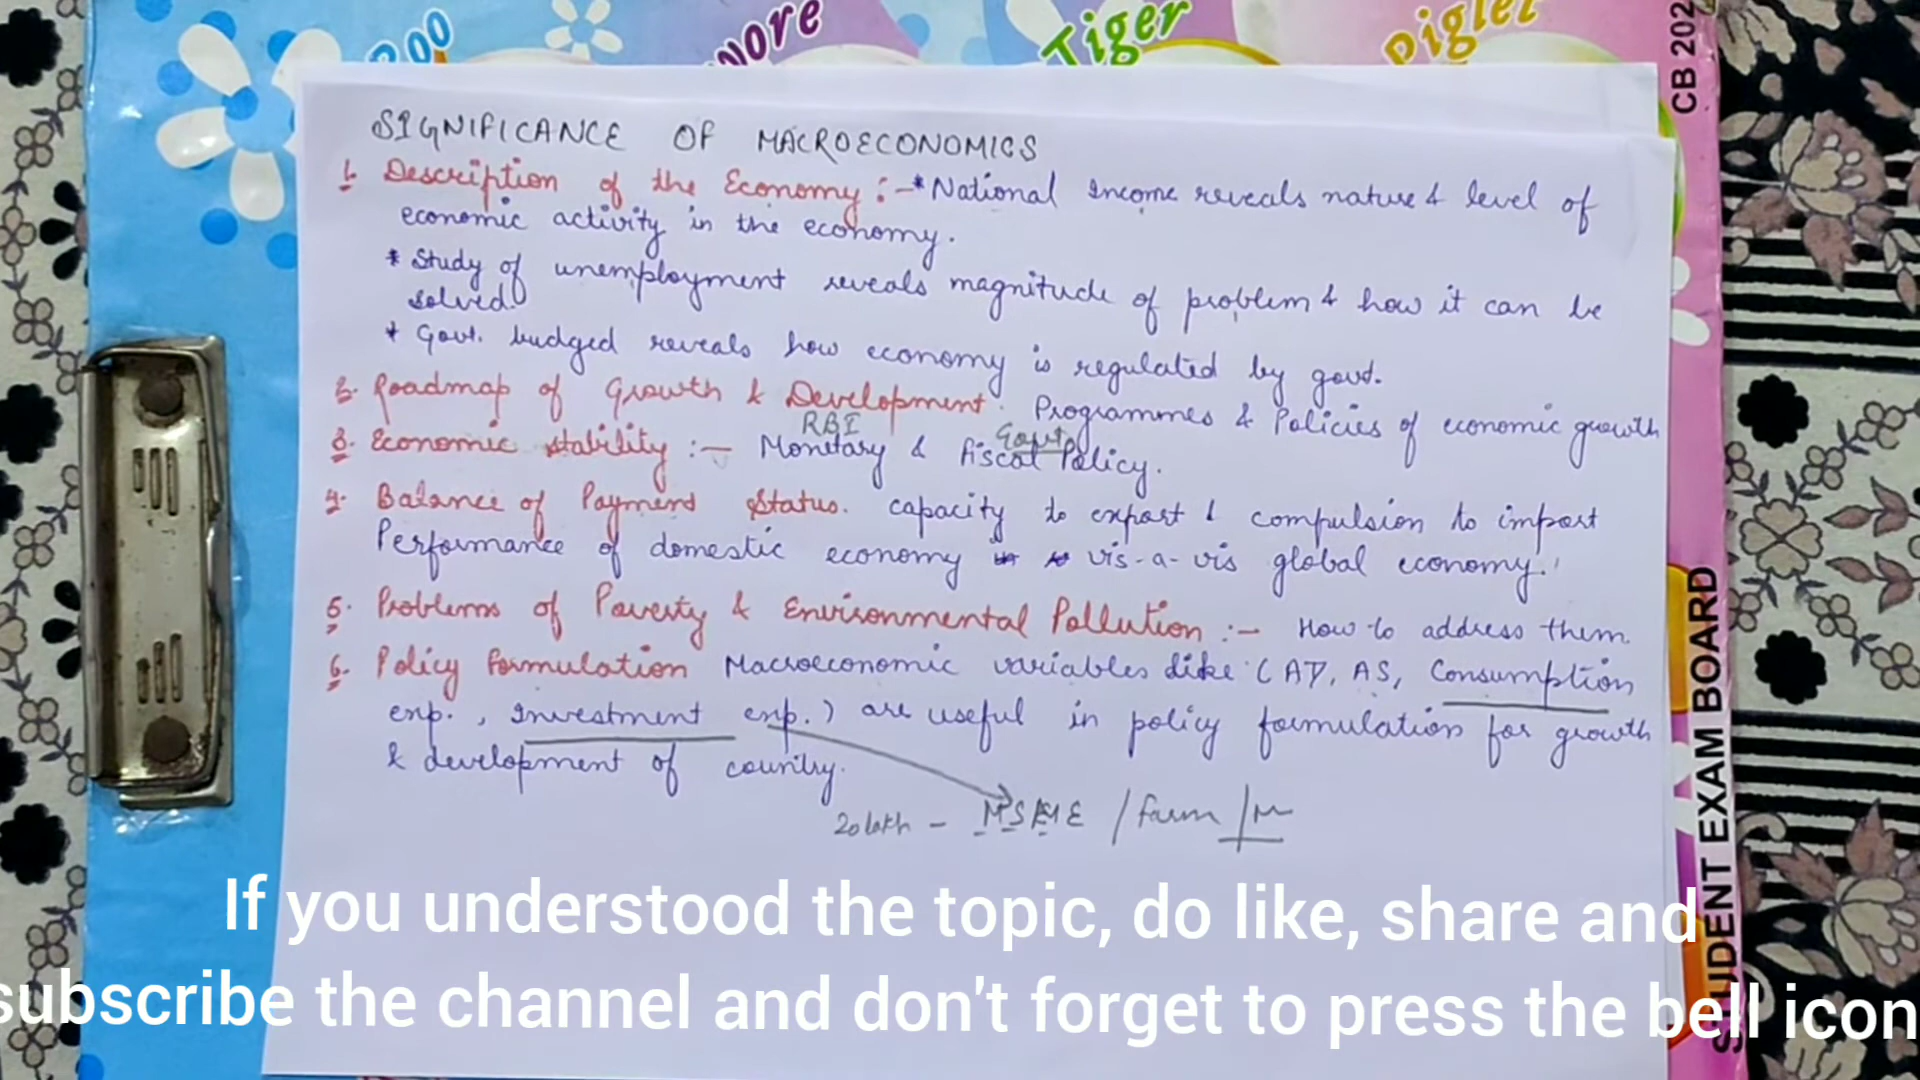 Poo
Tiger
Piglet
CB 202
SIGNIFICANCE OF MACROECONOMICS
1. Description of the Economy :- * National Income reveals nature & level of
economic activity in the economy.
* Study of unemployment reveals magnitude of problem & how it can be
solved.
* Govt. budged reveals how economy is regulated by govt.
2. Roadmap of Growth & Development. Programmes & Policies of economic growth
RBI Govt
3. Economic stability :- Monetary & Fiscal Policy.
4. Balance of Payment Status. capacity to export & compulsion to import
Performance of domestic economy vis-a-vis global economy.
5. Problems of Poverty & Environmental Pollution :- How to address them
6. Policy Formulation Macroeconomic variables like (AD, AS, Consumption
exp., Investment exp.) are useful in policy formulation for growth
& development of country.
20 lakh - MSME / farm /
STUDENT EXAM BOARD
If you understood the topic, do like, share and
subscribe the channel and don't forget to press the bell icon